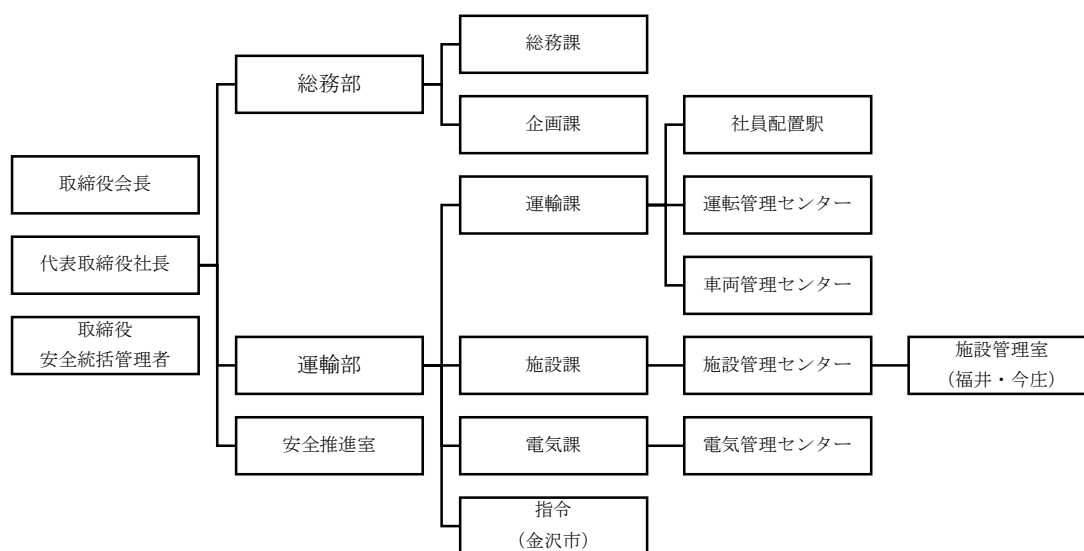 取締役会長
代表取締役社長
取締役
安全統括管理者
総務部
総務課
企画課
運輸部
運輸課
社員配置駅
運転管理センター
車両管理センター
施設課
施設管理センター
施設管理室
（福井・今庄）
電気課
電気管理センター
指令
（金沢市）
安全推進室